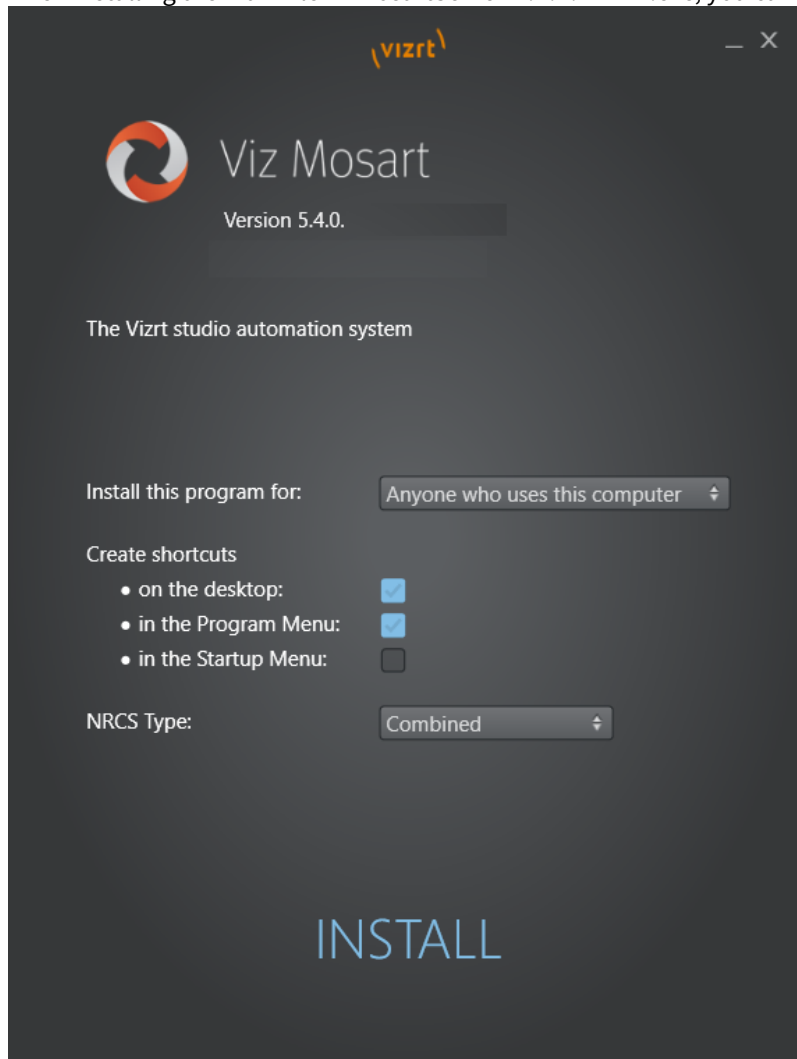 vizrt
Viz Mosart
Version 5.4.0.
The Vizrt studio automation system
Install this program for: Anyone who uses this computer
Create shortcuts
• on the desktop:
• in the Program Menu:
• in the Startup Menu:
NRCS Type: Combined
INSTALL